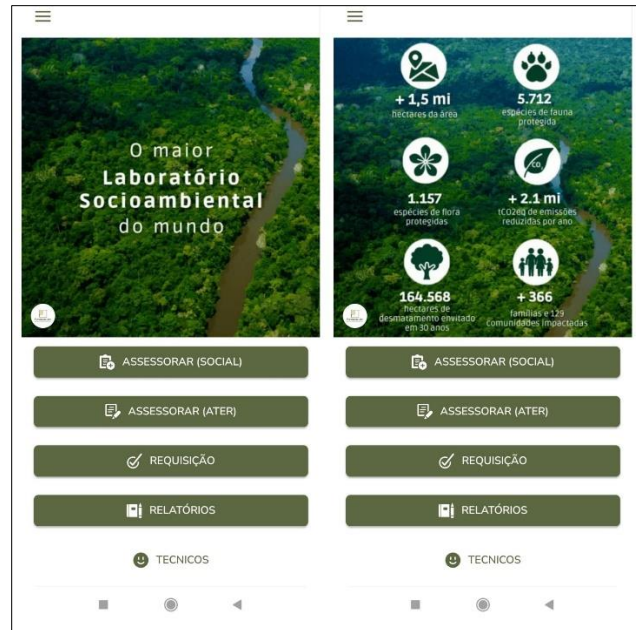 O maior
Laboratório
Socioambiental
do mundo
ASSESSORAR (SOCIAL)
ASSESSORAR (ATER)
REQUISIÇÃO
RELATÓRIOS
TECNICOS
+ 1,5 mi
hectares da área
5.712
espécies de fauna
protegida
1.157
espécies de flora
protegidas
CO₂
+ 2.1 mi
tCO2eq de emissões
reduzidas por ano
164.568
hectares de
desmatamento envitado
em 30 anos
+ 366
famílias e 129
comunidades impactadas
ASSESSORAR (SOCIAL)
ASSESSORAR (ATER)
REQUISIÇÃO
RELATÓRIOS
TECNICOS